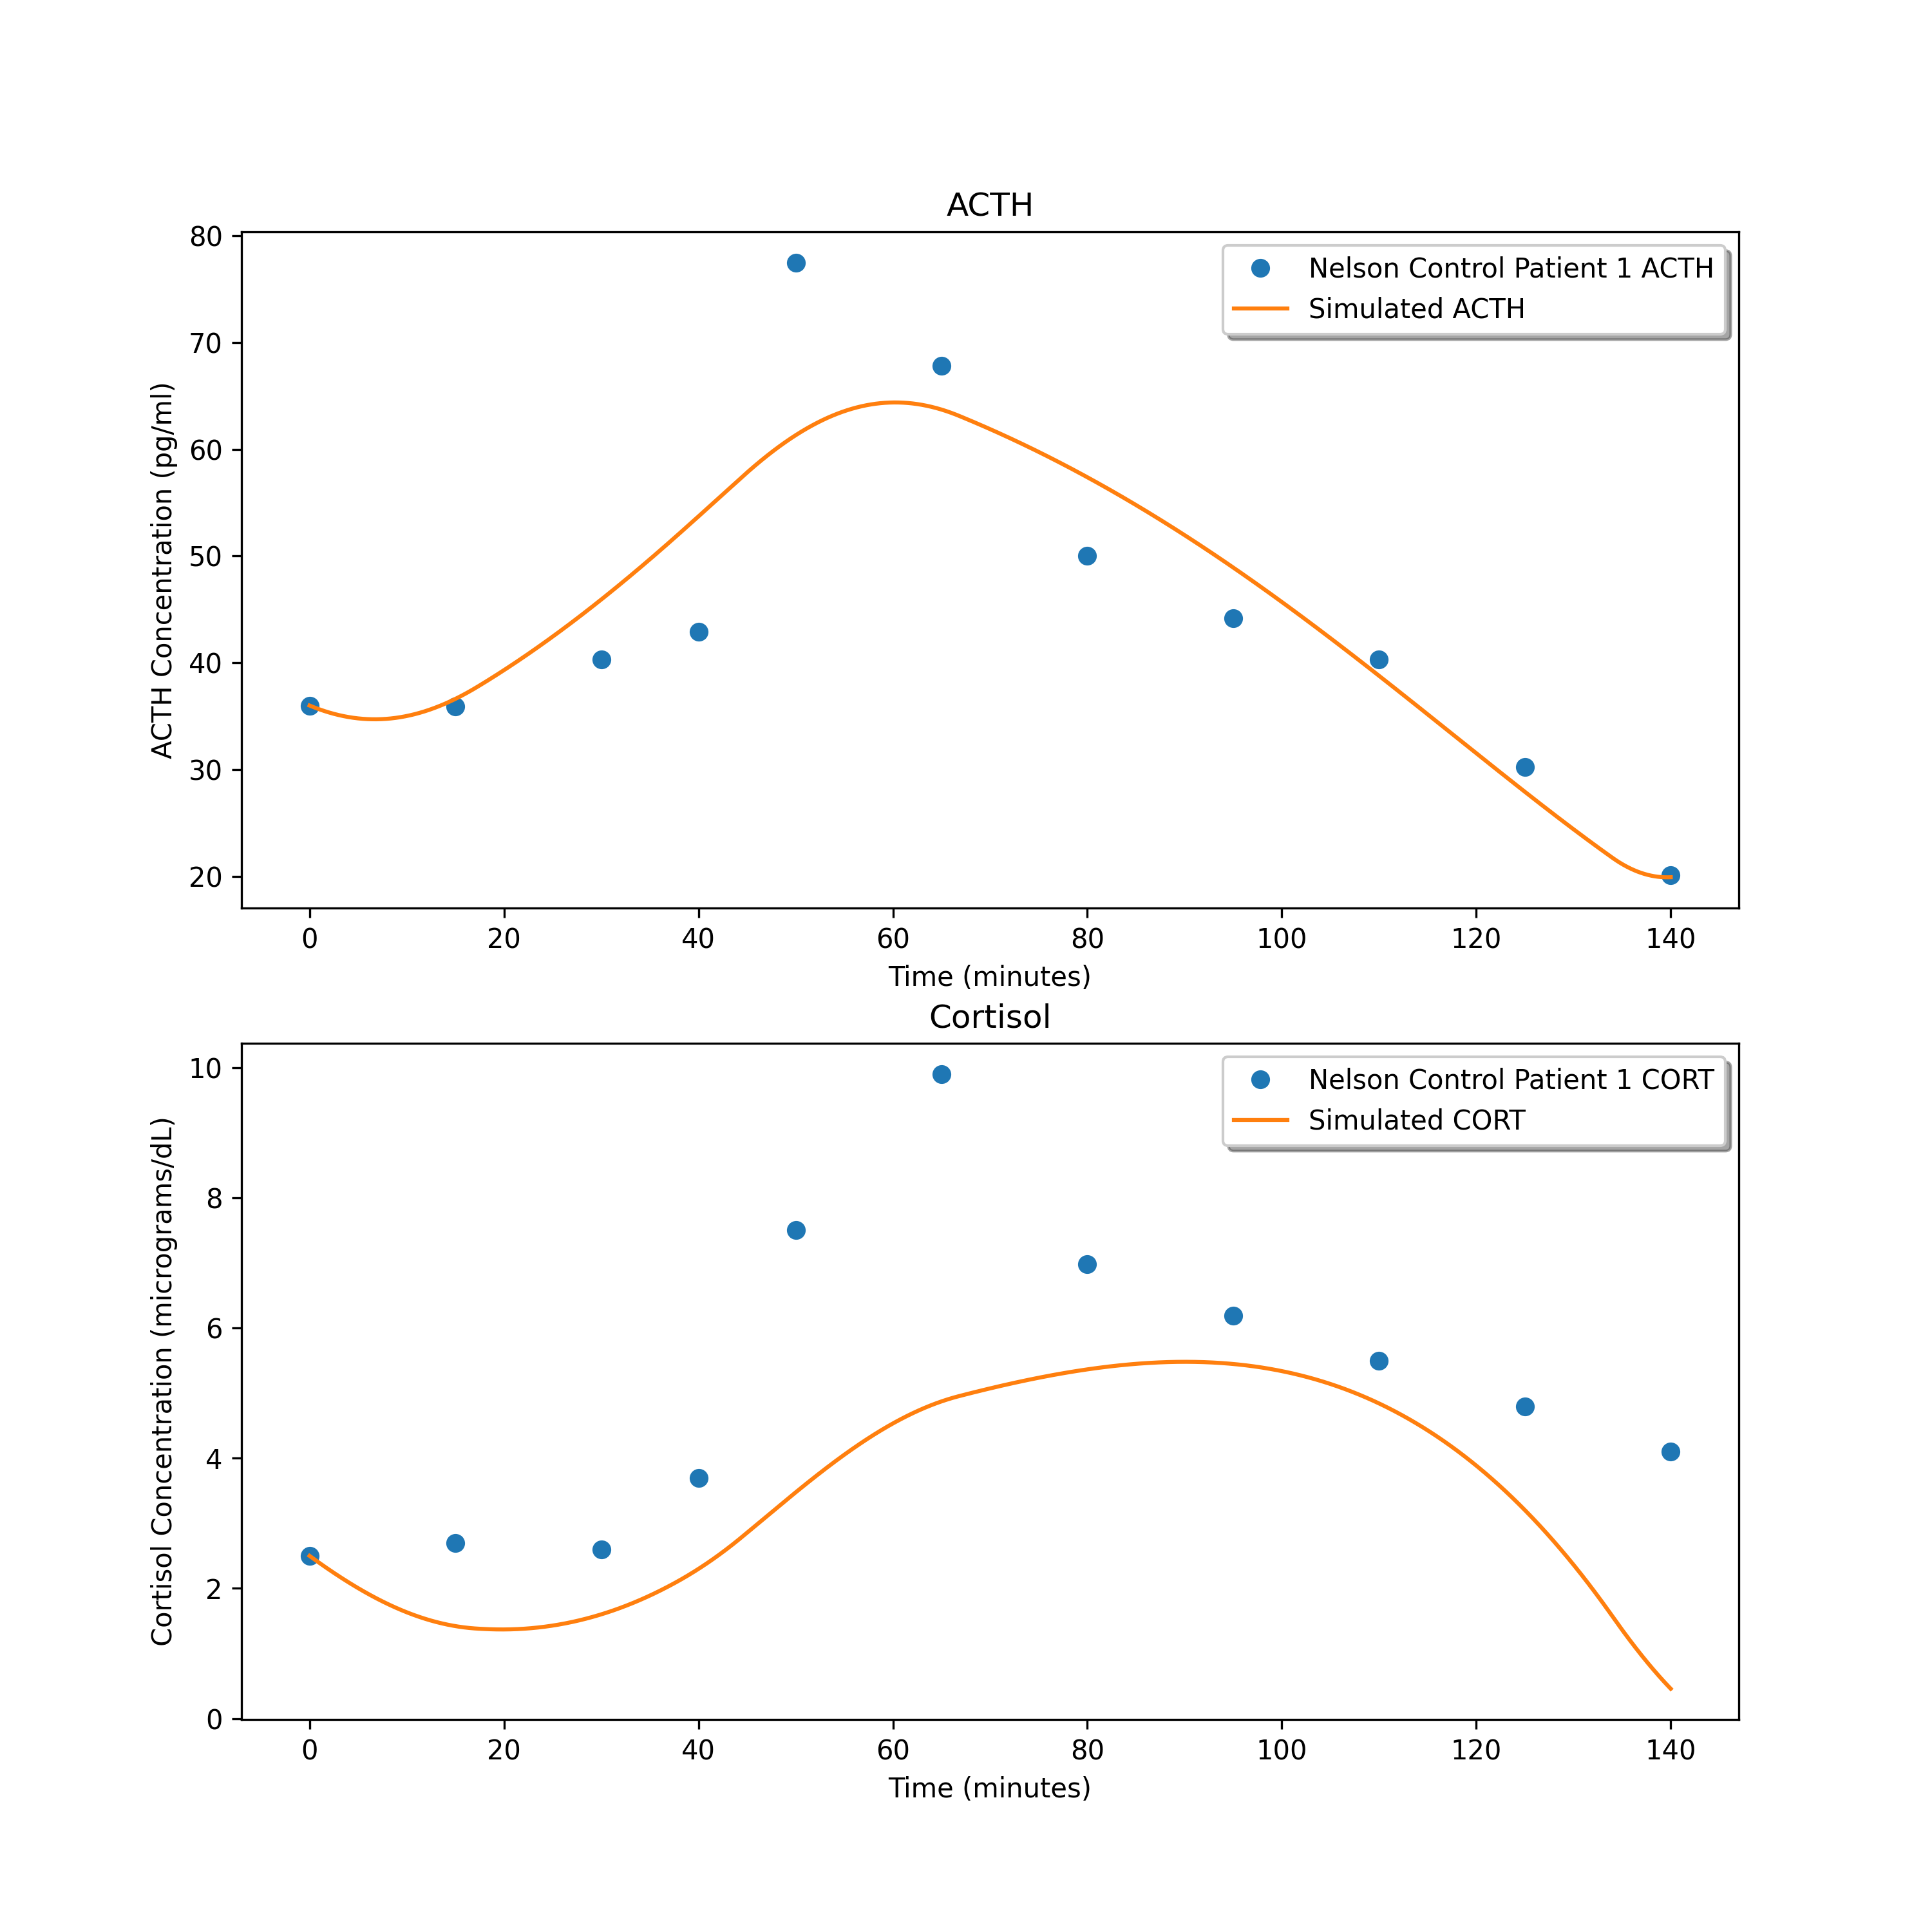 ACTH
80
70
60
50
40
30
20
ACTH Concentration (pg/ml)
Nelson Control Patient 1 ACTH
Simulated ACTH
0 20 40 60 80 100 120 140
Time (minutes)
Cortisol
10
8
6
4
2
0
Cortisol Concentration (micrograms/dL)
Nelson Control Patient 1 CORT
Simulated CORT
0 20 40 60 80 100 120 140
Time (minutes)